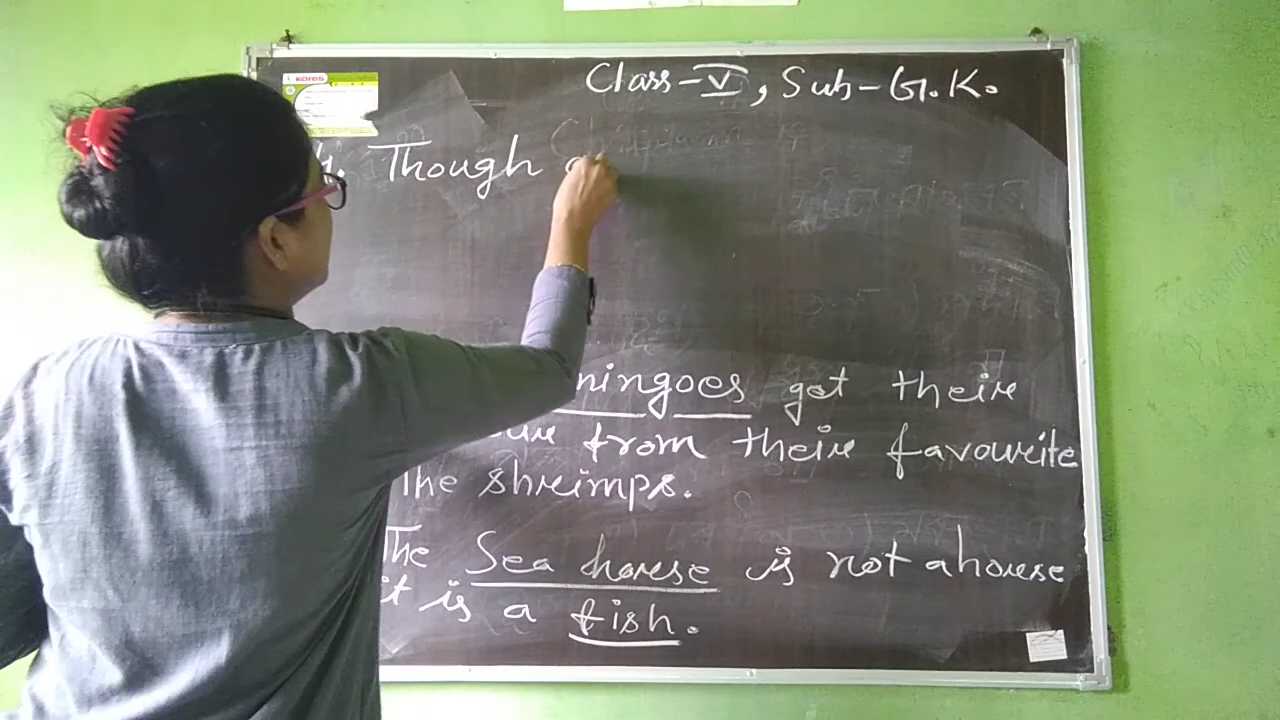 KORES
Class-V, Sub-G.K.
Though
get their
from their favourite
the shrimps.
The Sea horse is not a horse
it is a fish.